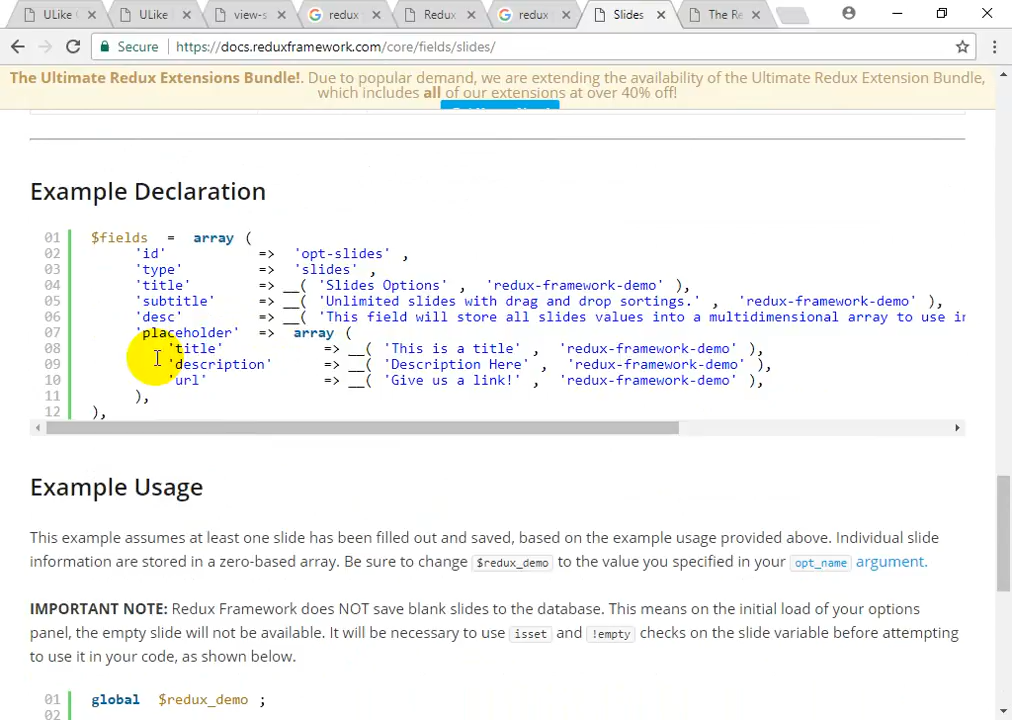 ULike
ULike
view-s
redux
Redux
redux
Slides
The Re
Secure
https://docs.reduxframework.com/core/fields/slides/
The Ultimate Redux Extensions Bundle!. Due to popular demand, we are extending the availability of the Ultimate Redux Extension Bundle,
which includes all of our extensions at over 40% off!
Example Declaration
01 $fields = array (
02 'id' => 'opt-slides' ,
03 'type' => 'slides' ,
04 'title' => __( 'Slides Options' , 'redux-framework-demo' ),
05 'subtitle' => __( 'Unlimited slides with drag and drop sortings.' , 'redux-framework-demo' ),
06 'desc' => __( 'This field will store all slides values into a multidimensional array to use i
07 'placeholder' => array (
08 'title' => __( 'This is a title' , 'redux-framework-demo' ),
09 'description' => __( 'Description Here' , 'redux-framework-demo' ),
10 'url' => __( 'Give us a link!' , 'redux-framework-demo' ),
11 ),
12 ),
Example Usage
This example assumes at least one slide has been filled out and saved, based on the example usage provided above. Individual slide
information are stored in a zero-based array. Be sure to change $redux_demo to the value you specified in your opt_name argument.
IMPORTANT NOTE: Redux Framework does NOT save blank slides to the database. This means on the initial load of your options
panel, the empty slide will not be available. It will be necessary to use isset and !empty checks on the slide variable before attempting
to use it in your code, as shown below.
01 global $redux_demo ;
02